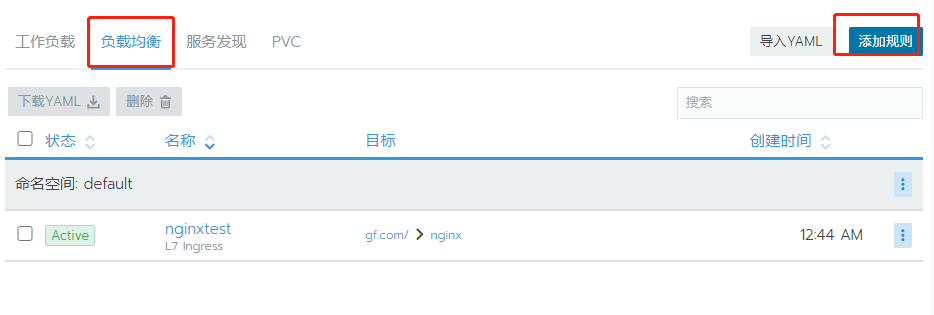 工作负载 负载均衡 服务发现 PVC 导入YAML 添加规则
下载YAML 删除 搜索
状态 名称 目标 创建时间
命名空间: default
Active nginxtest gf.com/ > nginx 12:44 AM
L7 Ingress